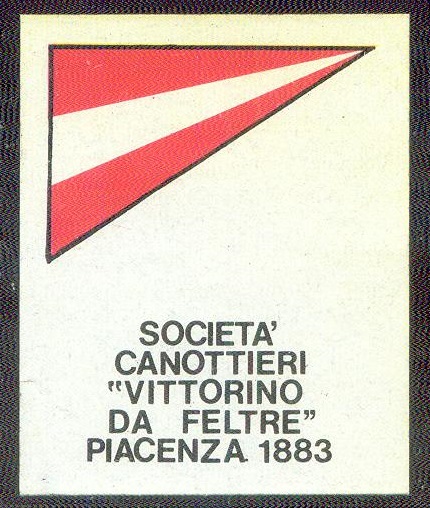 SOCIETA'
CANOTTIERI
"VITTORINO
DA FELTRE"
PIACENZA 1883